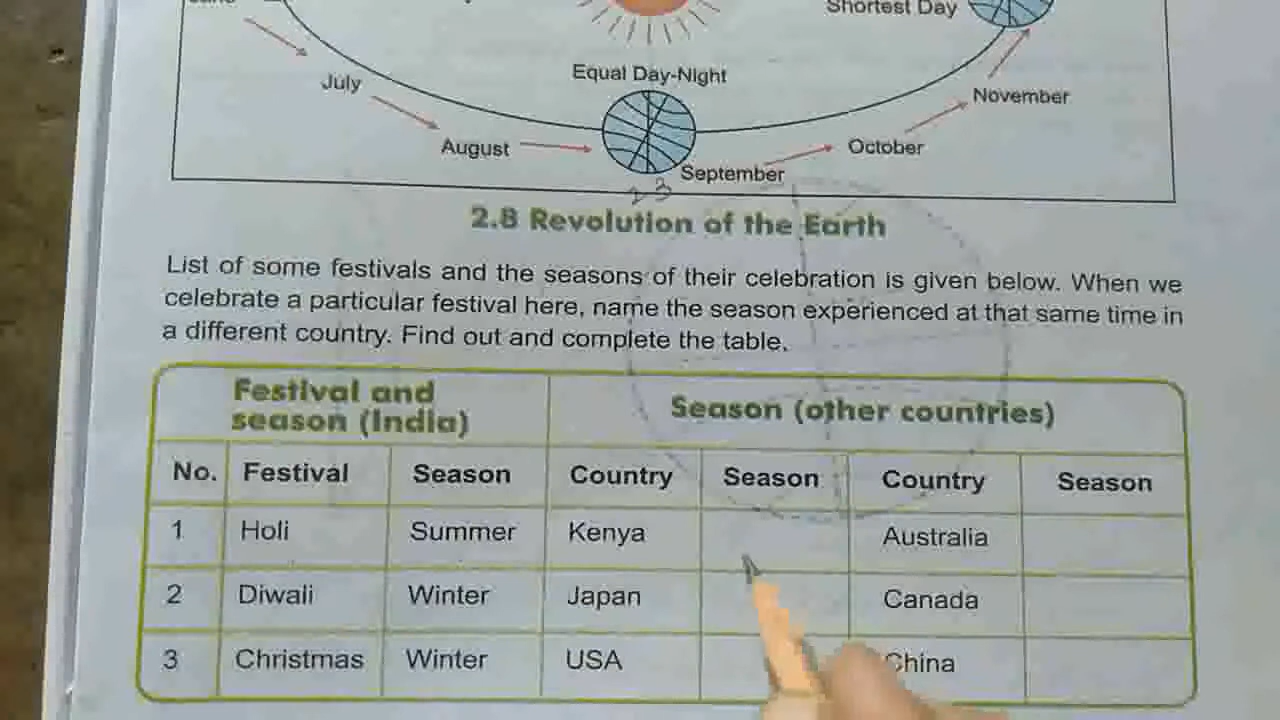 Shortest Day
Equal Day-Night
July
November
August
October
September
23
2.8 Revolution of the Earth
List of some festivals and the seasons of their celebration is given below. When we
celebrate a particular festival here, name the season experienced at that same time in
a different country. Find out and complete the table.
Festival and season (India) Season (other countries)
No. Festival Season Country Season Country Season
1 Holi Summer Kenya Australia
2 Diwali Winter Japan Canada
3 Christmas Winter USA China